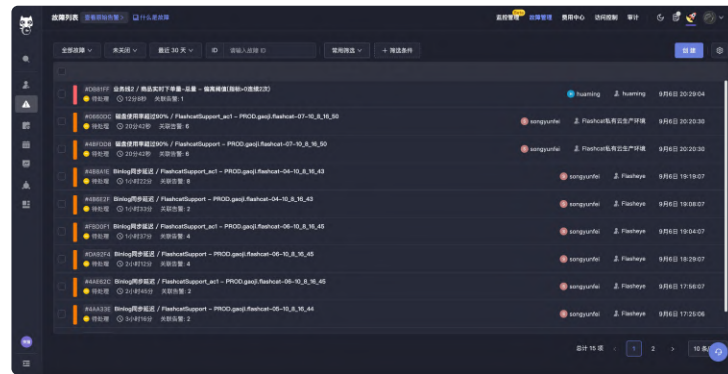 故障列表 查看原始告警> 什么是故障 监控管理 Beta 故障管理 费用中心 访问控制 审计
全部故障 未关闭 最近 30 天 ID 请输入故障 ID 常用筛选 + 筛选条件 创建
#DB61FF 业务线2 / 商品实时下单量-总量 - 偏离阈值(指标>0连续2次)
待处理 12分8秒 关联告警: 1 huaming huaming 9月6日 20:29:04
磁盘使用率超过90% / FlashcatSupport_ac1 - PROD.gaoji.flashcat-07-10_8_16_50
待处理 20分42秒 关联告警: 6 songyunfei Flashcat私有云生产环境 9月6日 20:20:30
磁盘使用率超过90% / FlashcatSupport - PROD.gaoji.flashcat-07-10_8_16_50
待处理 20分42秒 关联告警: 6 songyunfei Flashcat私有云生产环境 9月6日 20:20:30
Binlog同步延迟 / FlashcatSupport_ac1 - PROD.gaoji.flashcat-04-10_8_16_43
待处理 1小时22分 关联告警: 8 songyunfei Flasheye 9月6日 19:19:07
Binlog同步延迟 / FlashcatSupport - PROD.gaoji.flashcat-04-10_8_16_43
待处理 1小时33分 关联告警: 2 songyunfei Flasheye 9月6日 19:08:07
Binlog同步延迟 / FlashcatSupport_ac1 - PROD.gaoji.flashcat-06-10_8_16_45
待处理 1小时37分 关联告警: 4 songyunfei Flasheye 9月6日 19:04:07
Binlog同步延迟 / FlashcatSupport - PROD.gaoji.flashcat-06-10_8_16_45
待处理 2小时12分 关联告警: 4 songyunfei Flasheye 9月6日 18:29:07
Binlog同步延迟 / FlashcatSupport_ac1 - PROD.gaoji.flashcat-06-10_8_16_45
待处理 2小时45分 关联告警: 2 songyunfei Flasheye 9月6日 17:56:07
#4AA33E Binlog同步延迟 / FlashcatSupport - PROD.gaoji.flashcat-05-10_8_16_44
待处理 3小时16分 关联告警: 2 songyunfei Flasheye 9月6日 17:25:06
总计 15 项 < 1 2 > 10 条